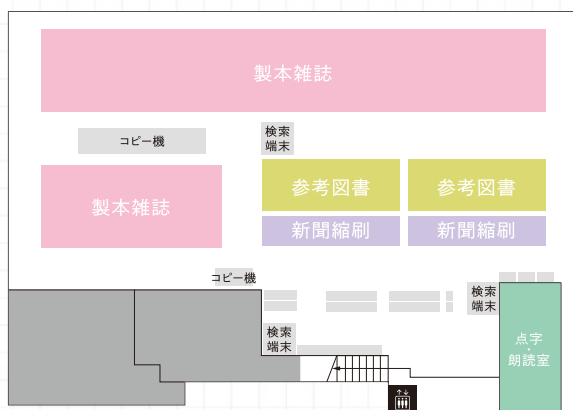 製本雑誌
コピー機
検索
端末
製本雑誌
参考図書
参考図書
新聞縮刷
新聞縮刷
コピー機
検索
端末
検索
端末
点字
・
朗読室